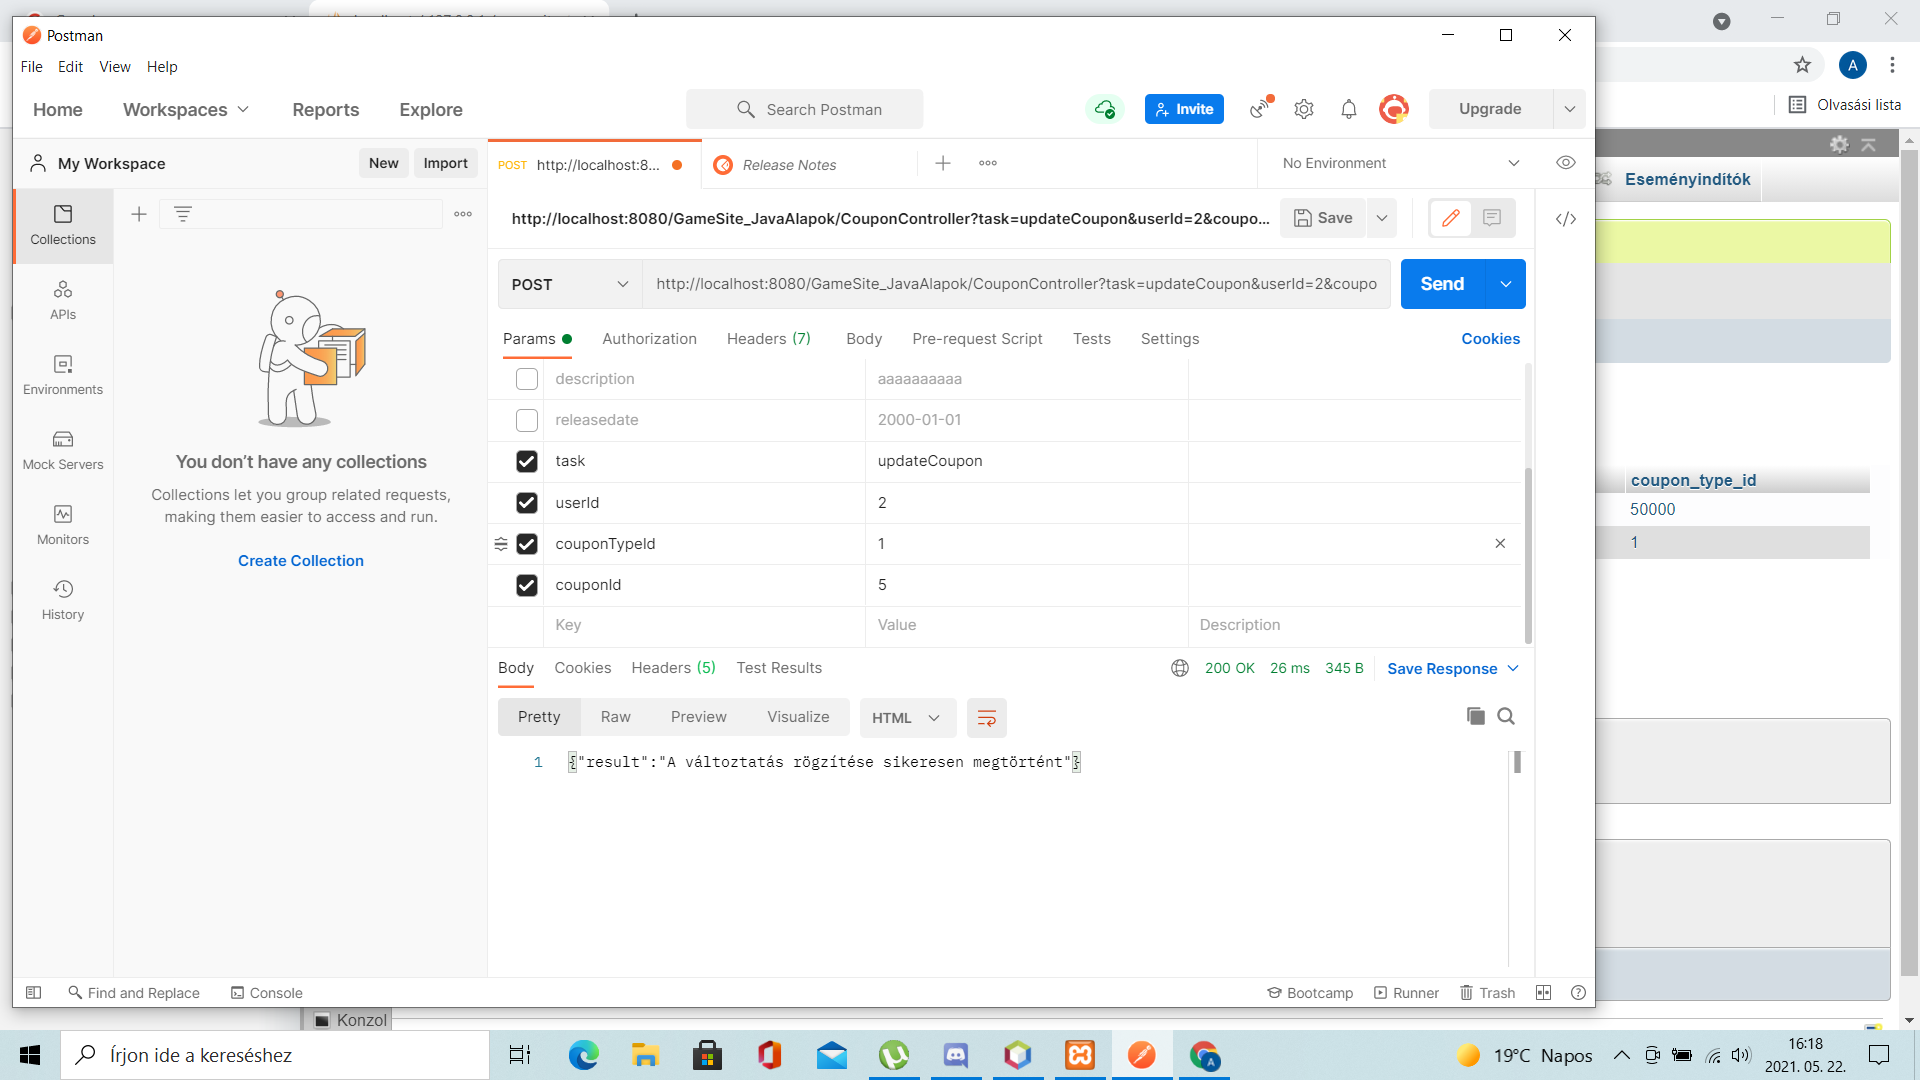 Postman
File Edit View Help
Home Workspaces Reports Explore
Search Postman
Invite
Upgrade
A
Olvasási lista
My Workspace
New Import
POST http://localhost:8...
Release Notes
No Environment
Eseményindítók
http://localhost:8080/GameSite_JavaAlapok/CouponController?task=updateCoupon&userId=2&coupo...
Save
POST
http://localhost:8080/GameSite_JavaAlapok/CouponController?task=updateCoupon&userId=2&coupo
Send
Collections
APIs
Environments
Mock Servers
Monitors
History
You don't have any collections
Collections let you group related requests,
making them easier to access and run.
Create Collection
Params Authorization Headers (7) Body Pre-request Script Tests Settings Cookies
description aaaaaaaaaa
releasedate 2000-01-01
task updateCoupon
userId 2
couponTypeId 1
couponId 5
Key Value Description
coupon_type_id
50000
1
Body Cookies Headers (5) Test Results
200 OK 26 ms 345 B Save Response
Pretty Raw Preview Visualize HTML
1 {"result":"A változtatás rögzítése sikeresen megtörtént"}
Find and Replace Console
Bootcamp Runner Trash
Konzol
Írjon ide a kereséshez
19°C Napos
16:18
2021. 05. 22.